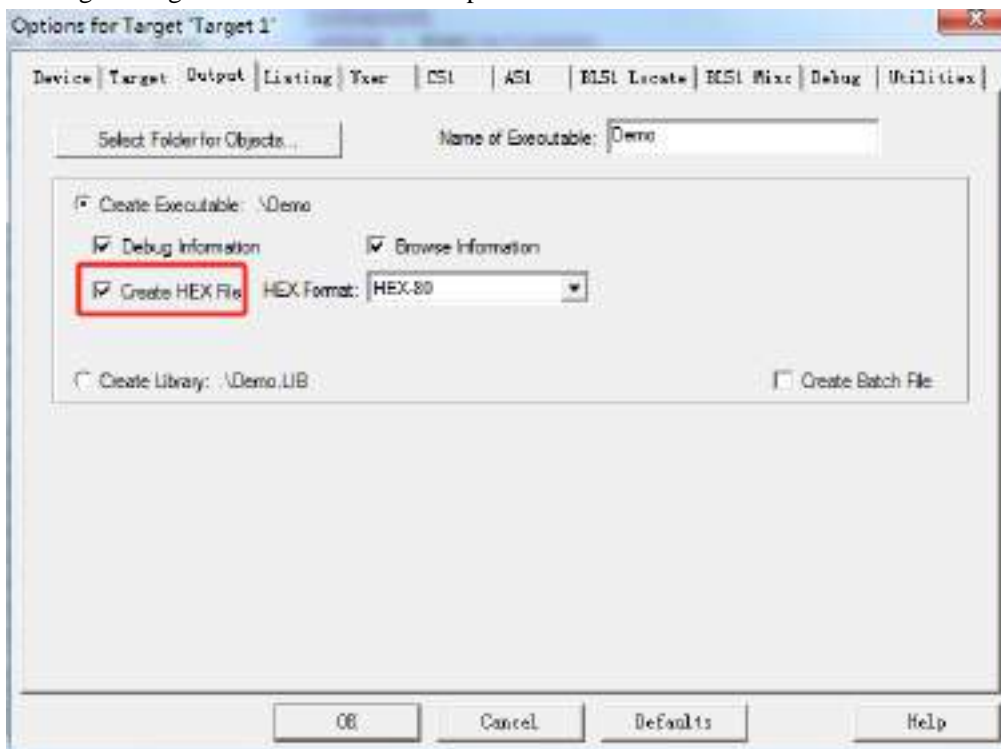 Options for Target 'Target 1'
Device Target Output Listing User C51 A51 BL51 Locate BL51 Misc Debug Utilities
Select Folder for Objects... Name of Executable: Demo
Create Executable: .\Demo
Debug Information Browse Information
Create HEX File HEX Format: HEX-80
Create Library: .\Demo.LIB Create Batch File
OK Cancel Defaults Help